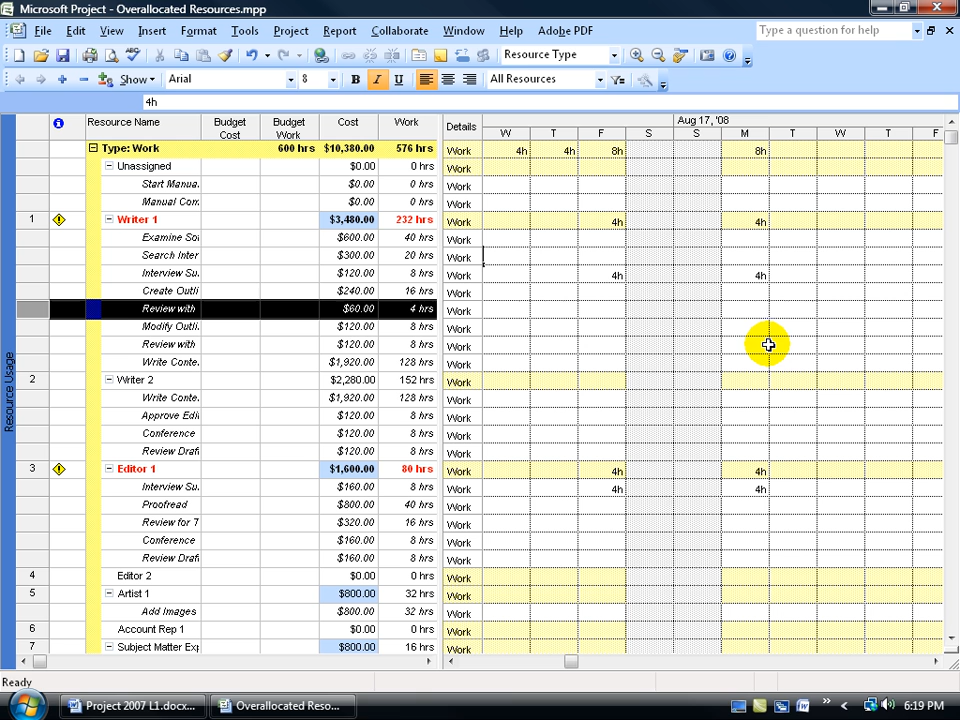 Microsoft Project - Overallocated Resources.mpp
File Edit View Insert Format Tools Project Report Collaborate Window Help Adobe PDF Type a question for help
Resource Type
Show Arial 8 B I U All Resources
4h
Resource Name Budget Cost Budget Work Cost Work Details Aug 17, '08
W T F S S M T W T F
Type: Work 600 hrs $10,380.00 576 hrs Work 4h 4h 8h 8h
Unassigned $0.00 0 hrs Work
Start Manua. $0.00 0 hrs Work
Manual Com $0.00 0 hrs Work
1 Writer 1 $3,480.00 232 hrs Work 4h 4h
Examine So $600.00 40 hrs Work
Search Inter $300.00 20 hrs Work
Interview Su. $120.00 8 hrs Work 4h 4h
Create Outli $240.00 16 hrs Work
Review with $60.00 4 hrs Work
Modify Outli. $120.00 8 hrs Work
Review with $120.00 8 hrs Work
Write Conte. $1,920.00 128 hrs Work
2 Writer 2 $2,280.00 152 hrs Work
Write Conte. $1,920.00 128 hrs Work
Approve Edi $120.00 8 hrs Work
Conference $120.00 8 hrs Work
Review Draf $120.00 8 hrs Work
3 Editor 1 $1,600.00 80 hrs Work 4h 4h
Interview Su. $160.00 8 hrs Work 4h 4h
Proofread $800.00 40 hrs Work
Review for 7 $320.00 16 hrs Work
Conference $160.00 8 hrs Work
Review Draf $160.00 8 hrs Work
4 Editor 2 $0.00 0 hrs Work
5 Artist 1 $800.00 32 hrs Work
Add Images $800.00 32 hrs Work
6 Account Rep 1 $0.00 0 hrs Work
7 Subject Matter Exp $800.00 16 hrs Work
Resource Usage
Ready
Project 2007 L1.docx... Overallocated Reso... 6:19 PM